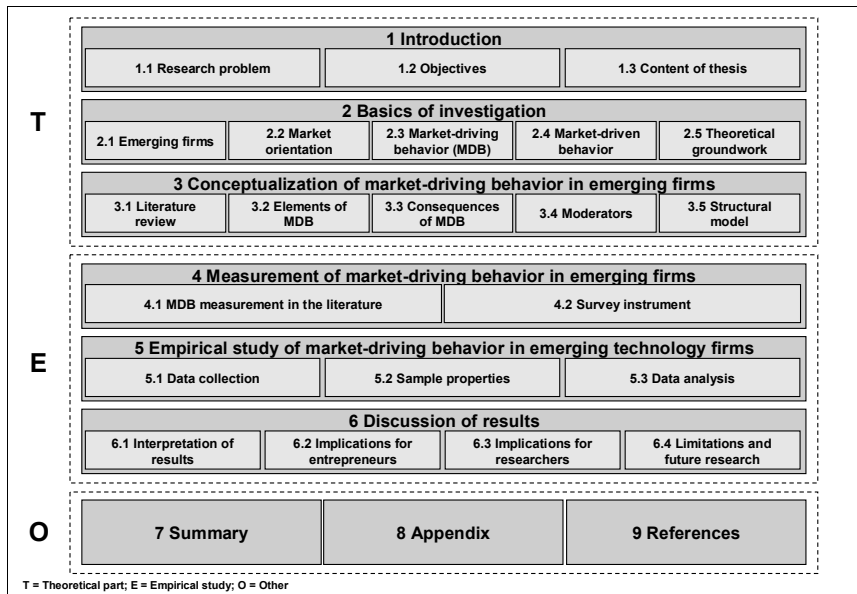 1 Introduction
1.1 Research problem
1.2 Objectives
1.3 Content of thesis
T
2 Basics of investigation
2.1 Emerging firms
2.2 Market
orientation
2.3 Market-driving
behavior (MDB)
2.4 Market-driven
behavior
2.5 Theoretical
groundwork
3 Conceptualization of market-driving behavior in emerging firms
3.1 Literature
review
3.2 Elements of
MDB
3.3 Consequences
of MDB
3.4 Moderators
3.5 Structural
model
4 Measurement of market-driving behavior in emerging firms
4.1 MDB measurement in the literature
4.2 Survey instrument
E
5 Empirical study of market-driving behavior in emerging technology firms
5.1 Data collection
5.2 Sample properties
5.3 Data analysis
6 Discussion of results
6.1 Interpretation of
results
6.2 Implications for
entrepreneurs
6.3 Implications for
researchers
6.4 Limitations and
future research
O
7 Summary
8 Appendix
9 References
T = Theoretical part; E = Empirical study; O = Other